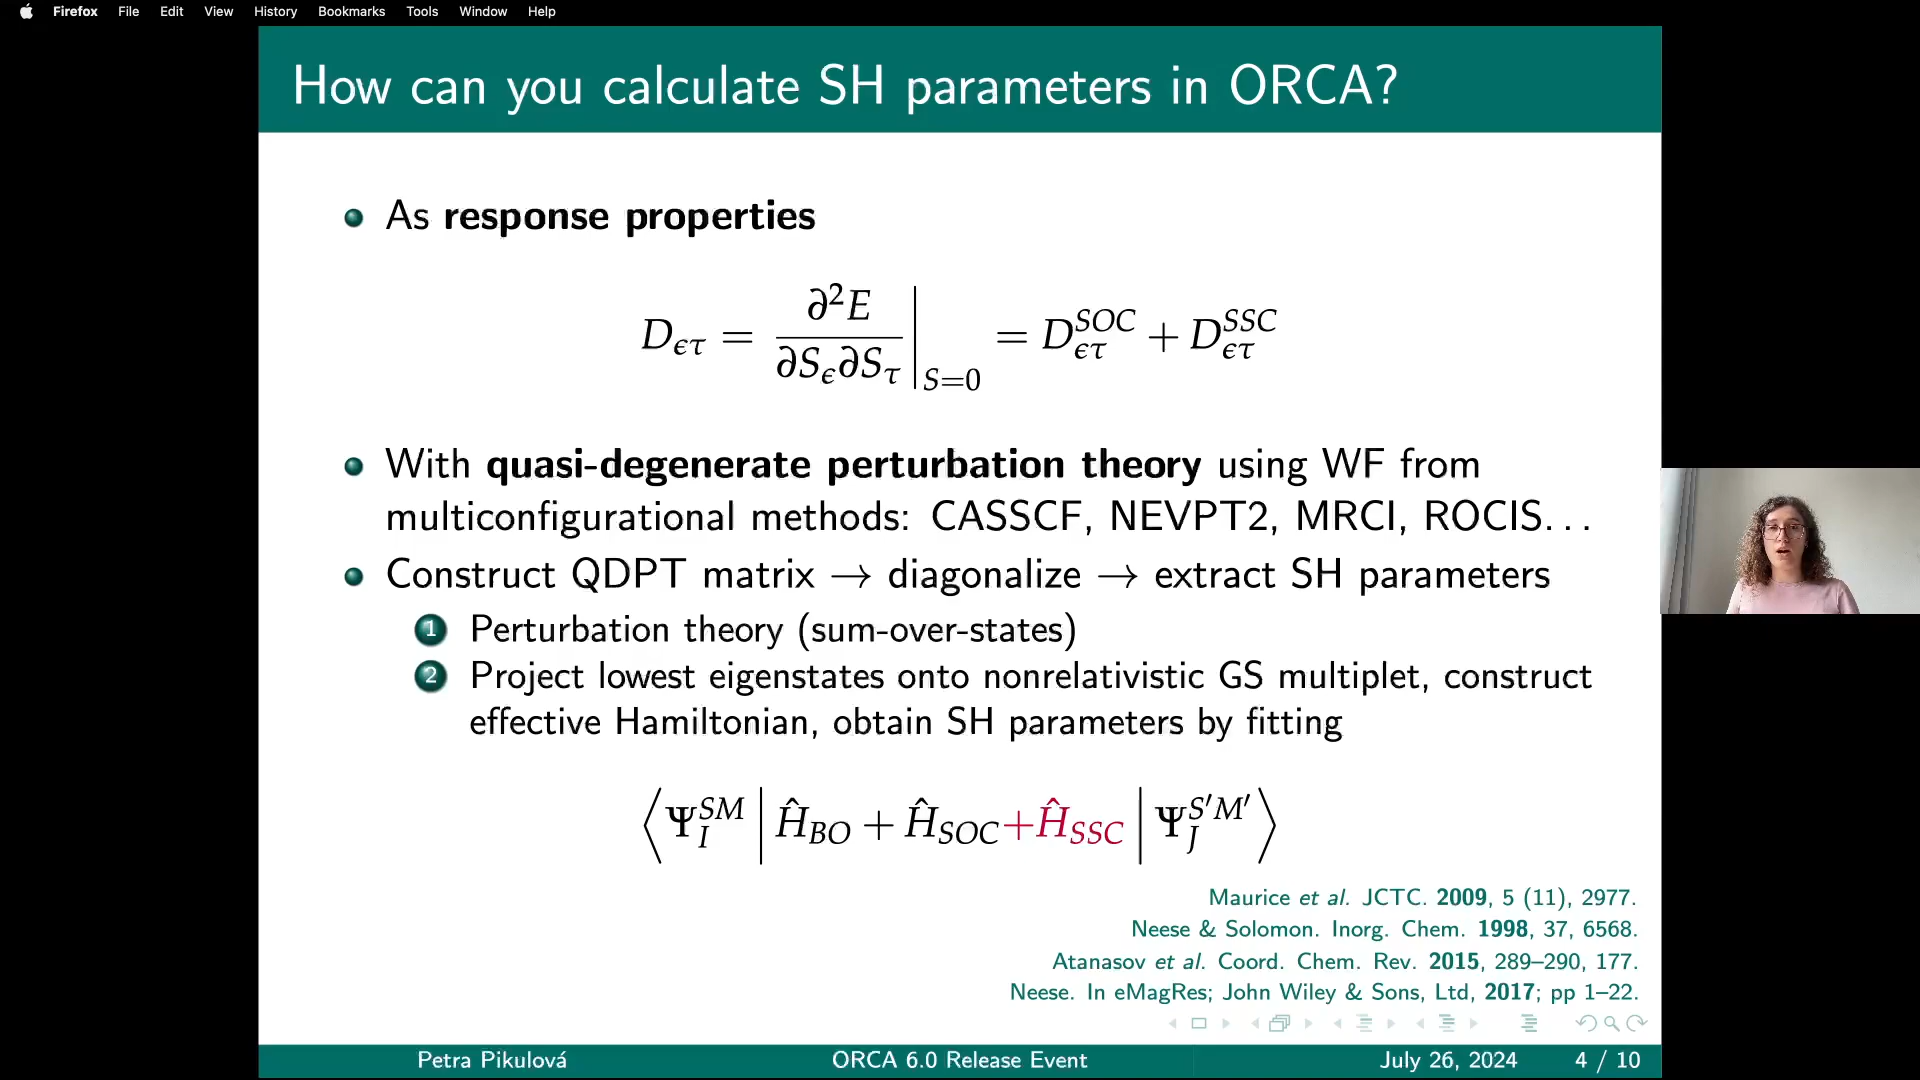 Firefox File Edit View History Bookmarks Tools Window Help
How can you calculate SH parameters in ORCA?
As response properties
D_{ϵτ} = ∂²E / ∂S_ϵ∂S_τ |_{S=0} = D^{SOC}_{ϵτ} + D^{SSC}_{ϵτ}
With quasi-degenerate perturbation theory using WF from
multiconfigurational methods: CASSCF, NEVPT2, MRCI, ROCIS...
Construct QDPT matrix → diagonalize → extract SH parameters
1 Perturbation theory (sum-over-states)
2 Project lowest eigenstates onto nonrelativistic GS multiplet, construct
effective Hamiltonian, obtain SH parameters by fitting
⟨Ψ_I^{SM} | Ĥ_{BO} + Ĥ_{SOC} + Ĥ_{SSC} | Ψ_J^{S′M′}⟩
Maurice et al. JCTC. 2009, 5 (11), 2977.
Neese & Solomon. Inorg. Chem. 1998, 37, 6568.
Atanasov et al. Coord. Chem. Rev. 2015, 289–290, 177.
Neese. In eMagRes; John Wiley & Sons, Ltd, 2017; pp 1–22.
Petra Pikulová ORCA 6.0 Release Event July 26, 2024 4 / 10